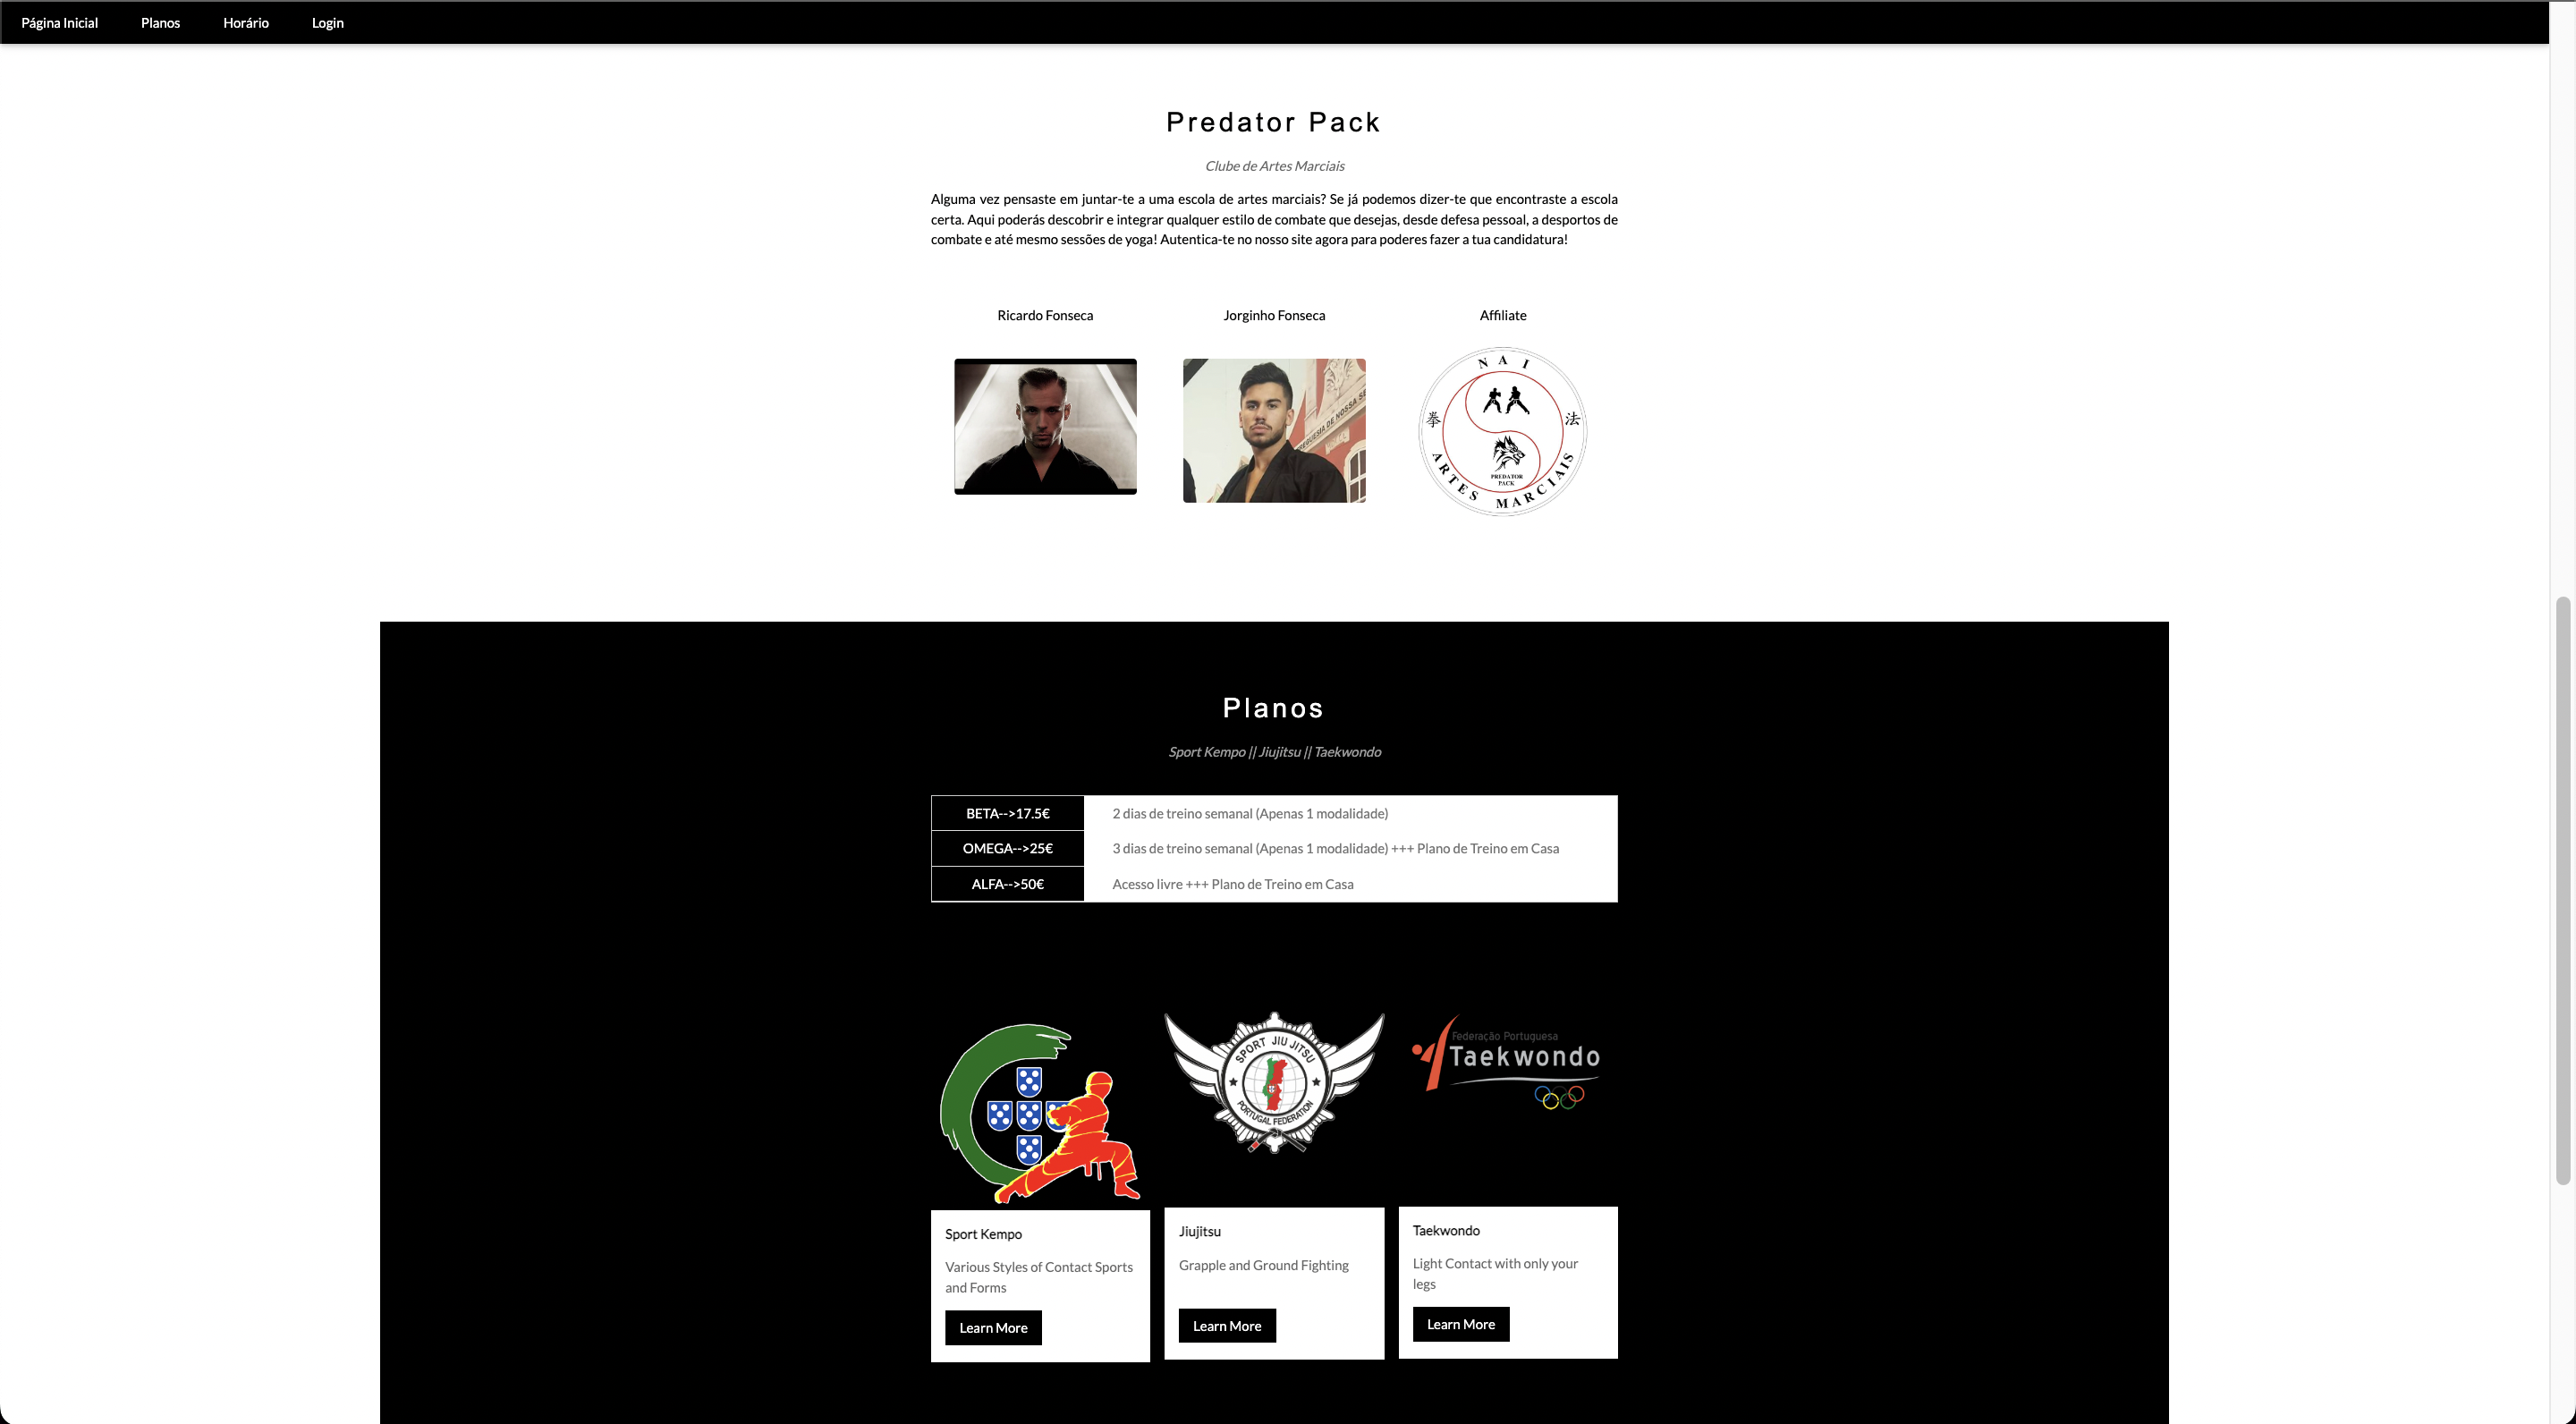 Página Inicial Planos Horário Login
Predator Pack
Clube de Artes Marciais
Alguma vez pensaste em juntar-te a uma escola de artes marciais? Se já podemos dizer-te que encontraste a escola
certa. Aqui poderás descobrir e integrar qualquer estilo de combate que desejas, desde defesa pessoal, a desportos de
combate e até mesmo sessões de yoga! Autentica-te no nosso site agora para poderes fazer a tua candidatura!
Ricardo Fonseca
Jorginho Fonseca
Affiliate
EGUESIA DE NOSSA SE
NAI
拳 法
PREDATOR
PACK
ARTES MARCIAIS
Planos
Sport Kempo || Jiujitsu || Taekwondo
BETA-->17.5€ 2 dias de treino semanal (Apenas 1 modalidade)
OMEGA-->25€ 3 dias de treino semanal (Apenas 1 modalidade) +++ Plano de Treino em Casa
ALFA-->50€ Acesso livre +++ Plano de Treino em Casa
SPORT JIU JITSU
PORTUGAL FEDERATION
Federação Portuguesa
Taekwondo
Sport Kempo
Various Styles of Contact Sports
and Forms
Learn More
Jiujitsu
Grapple and Ground Fighting
Learn More
Taekwondo
Light Contact with only your
legs
Learn More